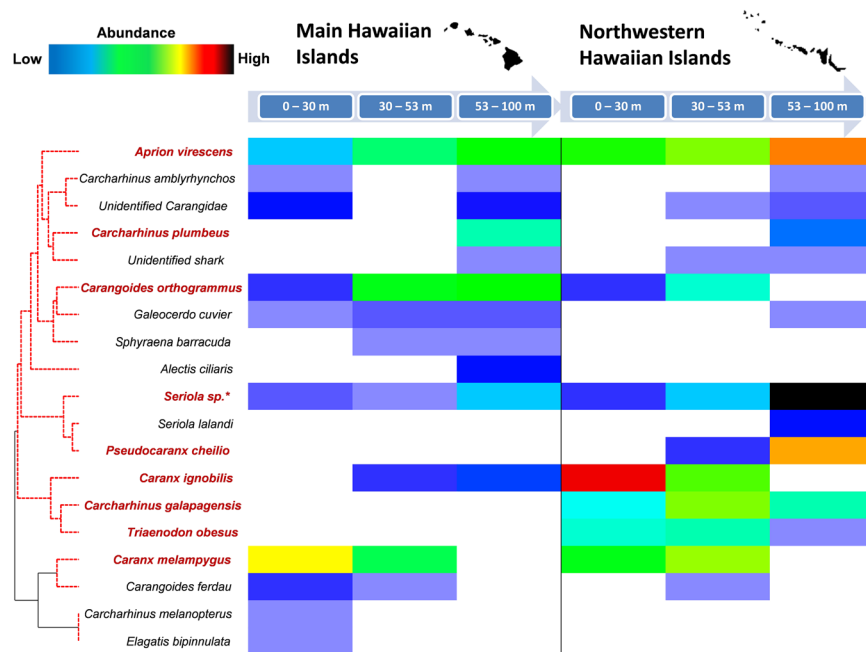 Abundance
Low
High
Main Hawaiian
Islands
Northwestern
Hawaiian Islands
0 – 30 m
30 – 53 m
53 – 100 m
0 – 30 m
30 – 53 m
53 – 100 m
Aprion virescens
Carcharhinus amblyrhynchos
Unidentified Carangidae
Carcharhinus plumbeus
Unidentified shark
Carangoides orthogrammus
Galeocerdo cuvier
Sphyraena barracuda
Alectis ciliaris
Seriola sp.*
Seriola lalandi
Pseudocaranx cheilio
Caranx ignobilis
Carcharhinus galapagensis
Triaenodon obesus
Caranx melampygus
Carangoides ferdau
Carcharhinus melanopterus
Elagatis bipinnulata